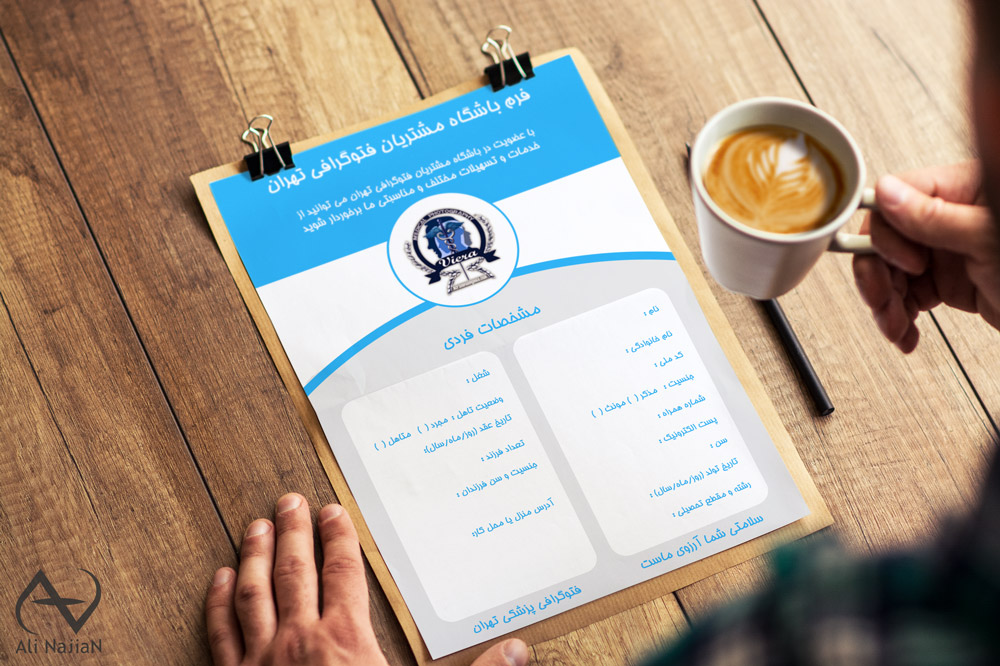 فرم باشگاه مشتریان فتوگرافی تهران
با عضویت در باشگاه مشتریان فتوگرافی تهران می توانید از
خدمات و تسهیلات مختلف و مناسبتی ما برخوردار شوید
MEDICAL PHOTOGRAPHY
Viera
مشخصات فردی
نام :
نام خانوادگی :
کد ملی :
جنسیت : مذکر ( ) مونث ( )
شماره همراه :
پست الکترونیک :
سن :
تاریخ تولد (روز/ماه/سال) :
رشته و مقطع تحصیلی :
شغل :
وضعیت تاهل : مجرد ( ) متاهل ( )
تاریخ عقد (روز/ماه/سال):
تعداد فرزند :
جنسیت و سن فرزندان :
آدرس منزل یا محل کار:
سلامتی شما آرزوی ماست
فتوگرافی پزشکی تهران
Ali NajiaN